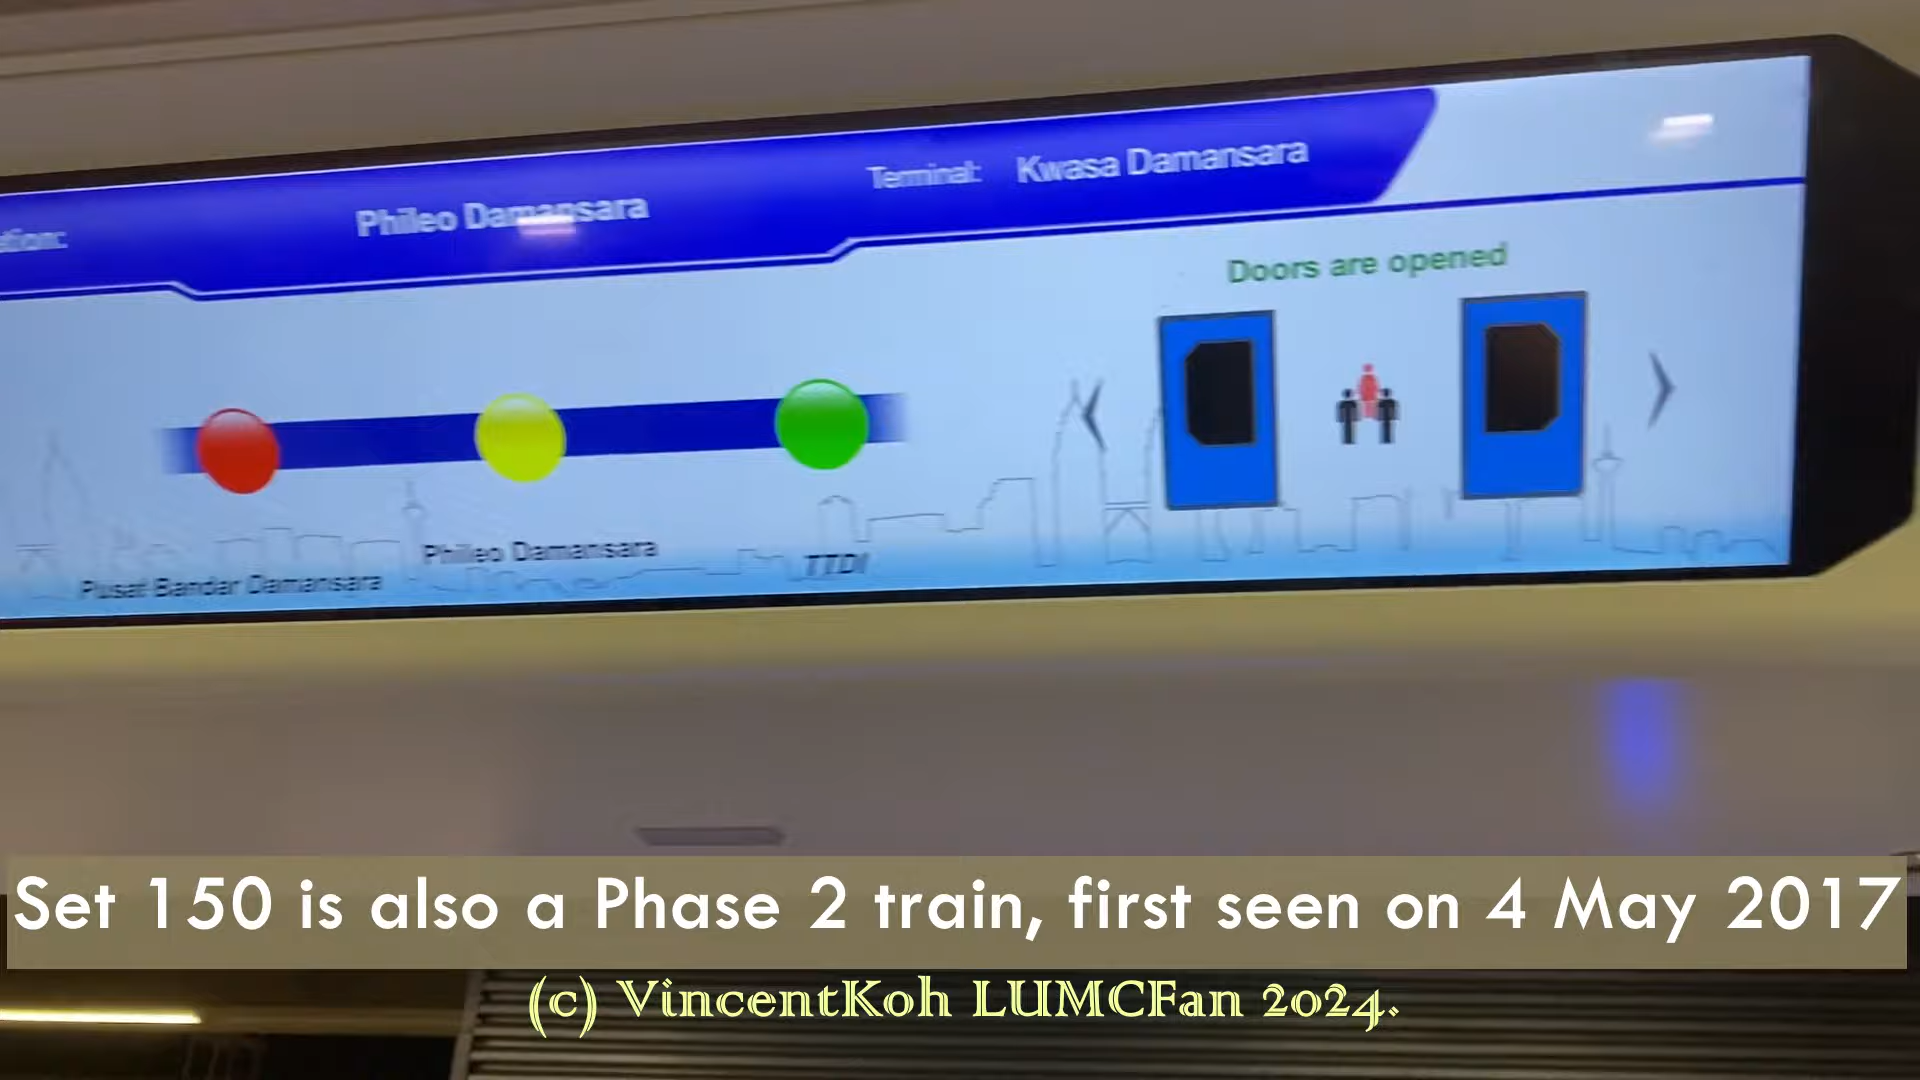 Phileo Damansara
Terminal: Kwasa Damansara
Doors are opened
Pusat Bandar Damansara
Phileo Damansara
TTDI
Set 150 is also a Phase 2 train, first seen on 4 May 2017
(c) VincentKoh LUMCFan 2024.